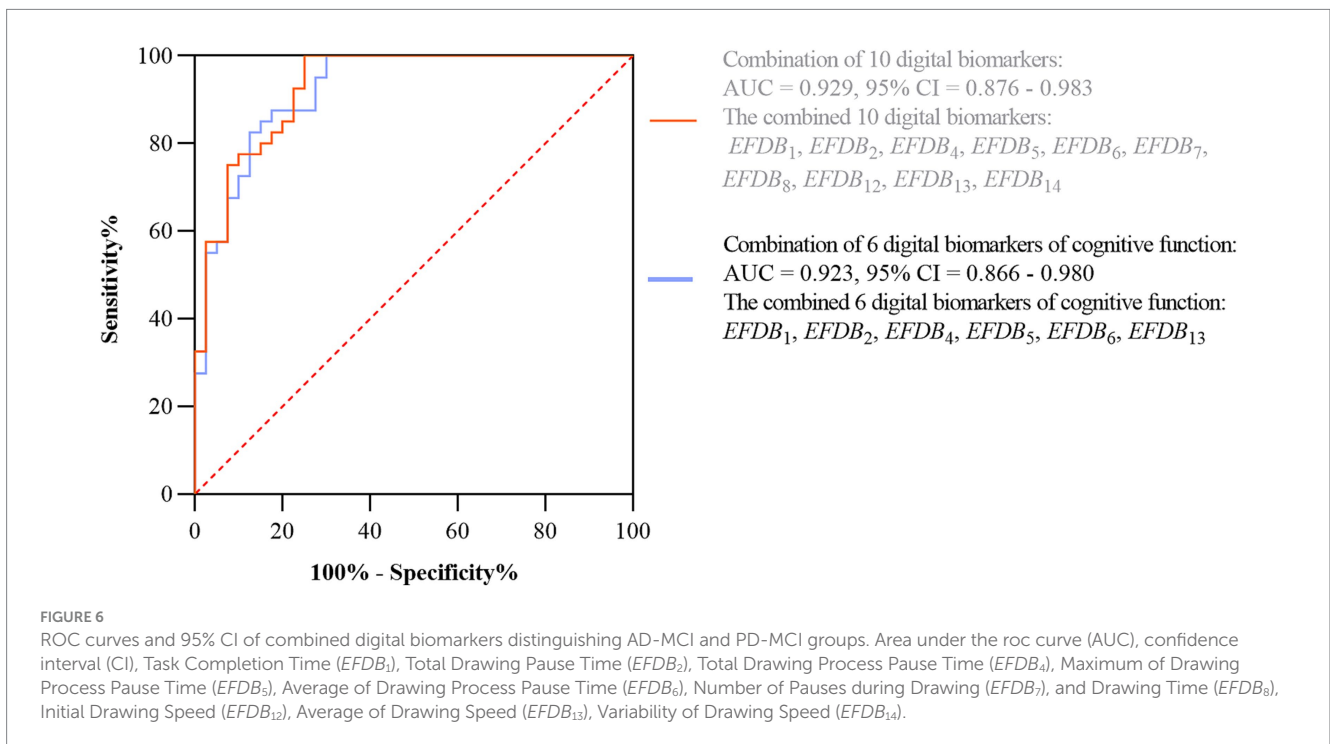 100
80
60
40
20
0
Sensitivity%
0 20 40 60 80 100
100% - Specificity%
Combination of 10 digital biomarkers:
AUC = 0.929, 95% CI = 0.876 - 0.983
The combined 10 digital biomarkers:
EFDB₁, EFDB₂, EFDB₄, EFDB₅, EFDB₆, EFDB₇,
EFDB₈, EFDB₁₂, EFDB₁₃, EFDB₁₄
Combination of 6 digital biomarkers of cognitive function:
AUC = 0.923, 95% CI = 0.866 - 0.980
The combined 6 digital biomarkers of cognitive function:
EFDB₁, EFDB₂, EFDB₄, EFDB₅, EFDB₆, EFDB₁₃
FIGURE 6
ROC curves and 95% CI of combined digital biomarkers distinguishing AD-MCI and PD-MCI groups. Area under the roc curve (AUC), confidence
interval (CI), Task Completion Time (EFDB₁), Total Drawing Pause Time (EFDB₂), Total Drawing Process Pause Time (EFDB₄), Maximum of Drawing
Process Pause Time (EFDB₅), Average of Drawing Process Pause Time (EFDB₆), Number of Pauses during Drawing (EFDB₇), and Drawing Time (EFDB₈),
Initial Drawing Speed (EFDB₁₂), Average of Drawing Speed (EFDB₁₃), Variability of Drawing Speed (EFDB₁₄).